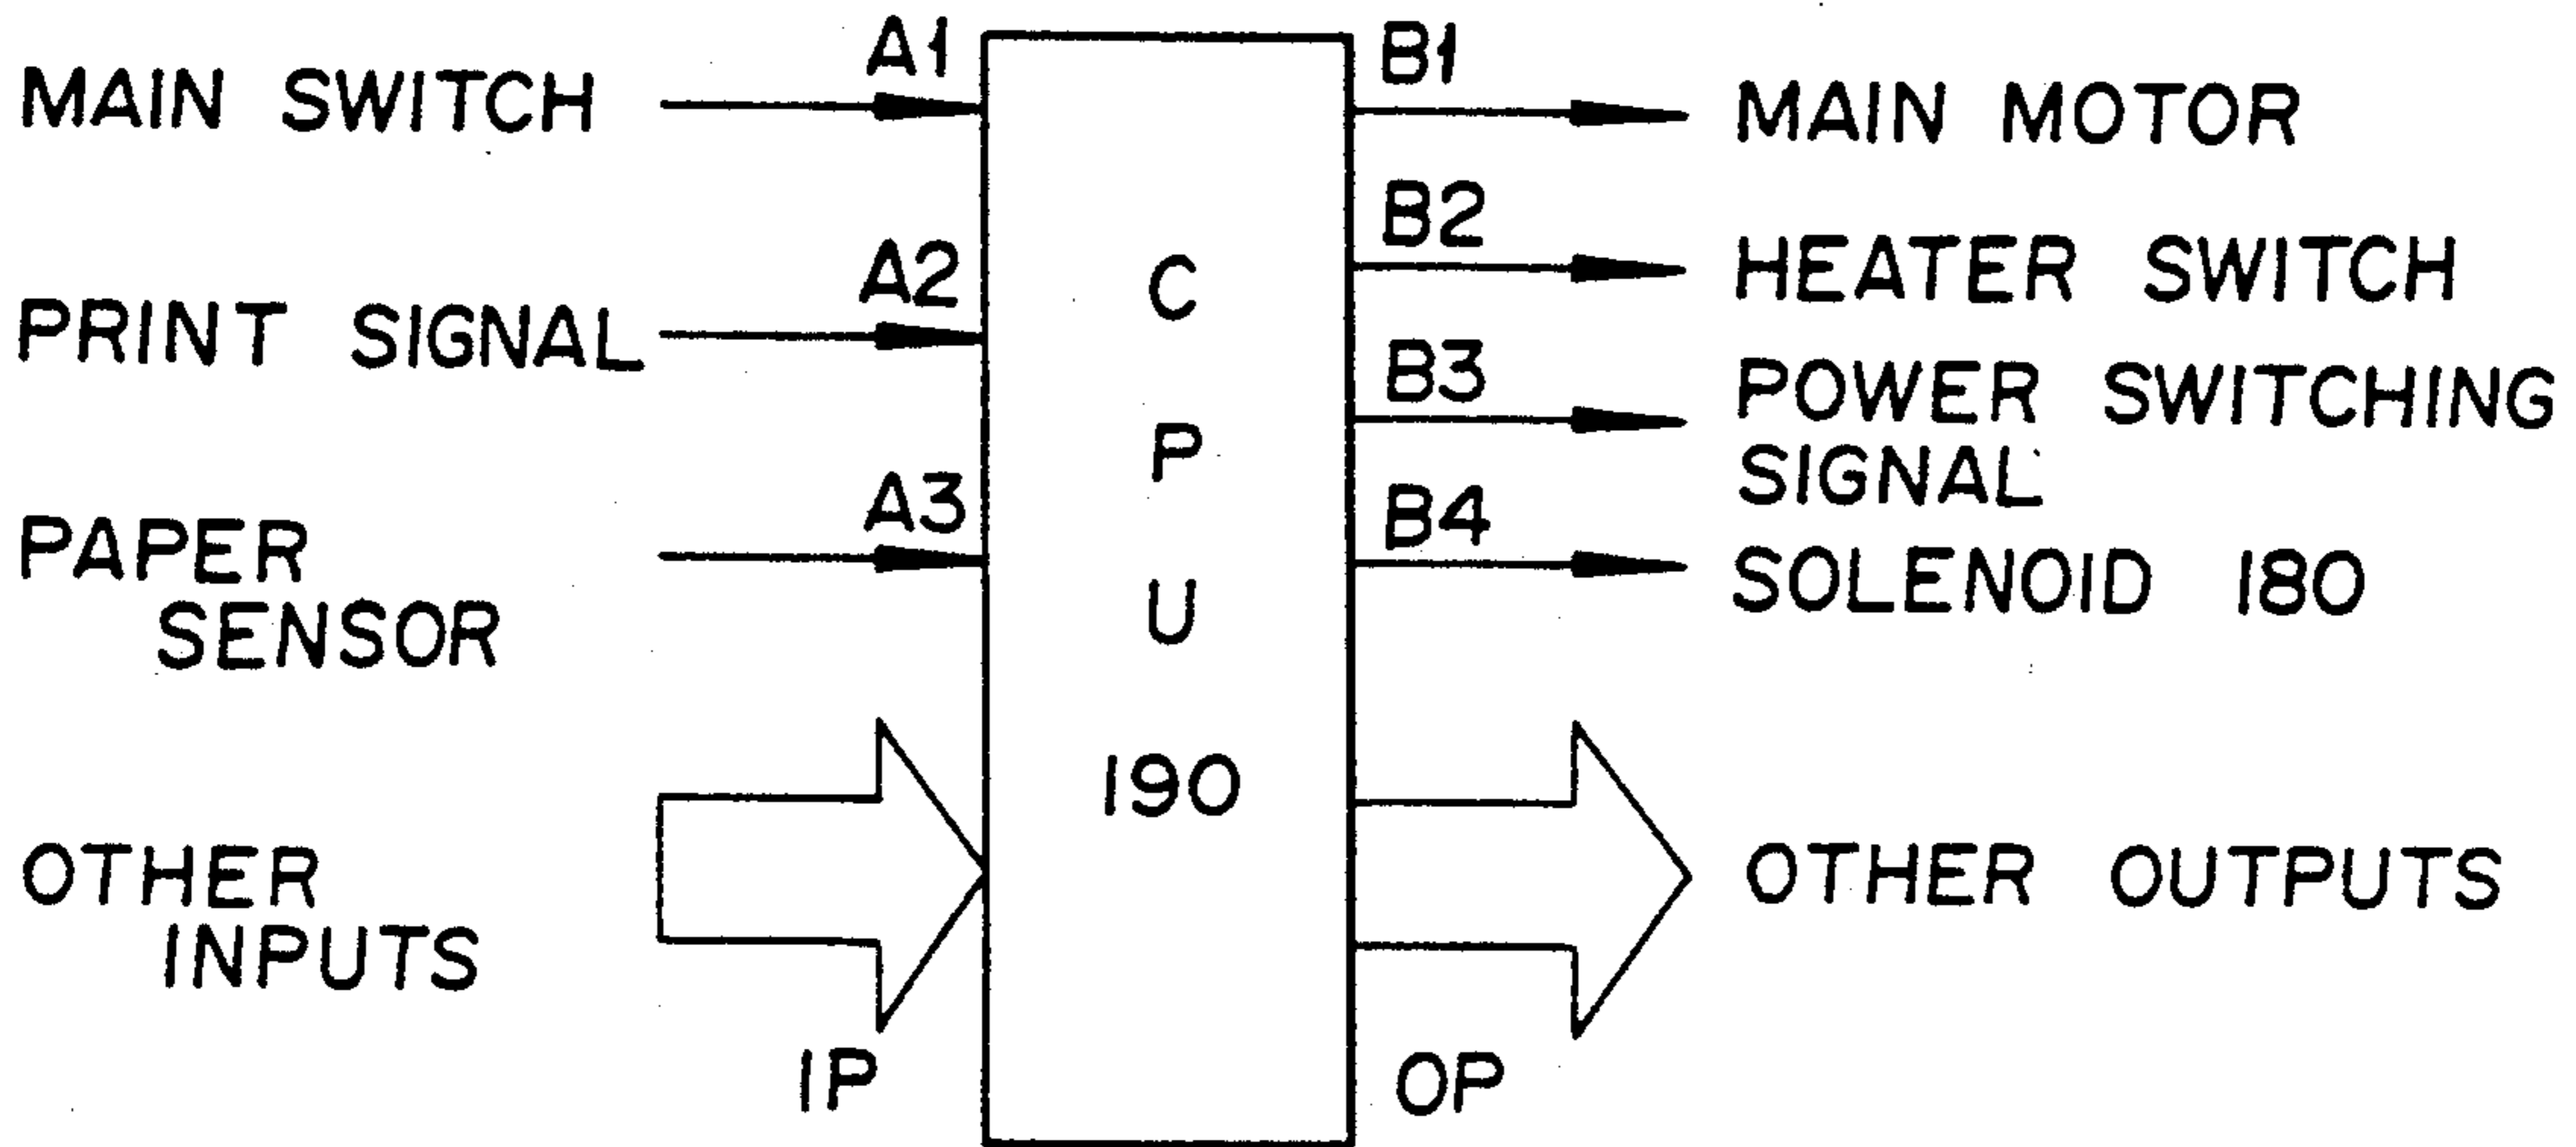 MAIN SWITCH
A1
PRINT SIGNAL
A2
PAPER
SENSOR
A3
OTHER
INPUTS
IP
C
P
U
190
B1
MAIN MOTOR
B2
HEATER SWITCH
B3
POWER SWITCHING
SIGNAL
B4
SOLENOID 180
OTHER OUTPUTS
OP